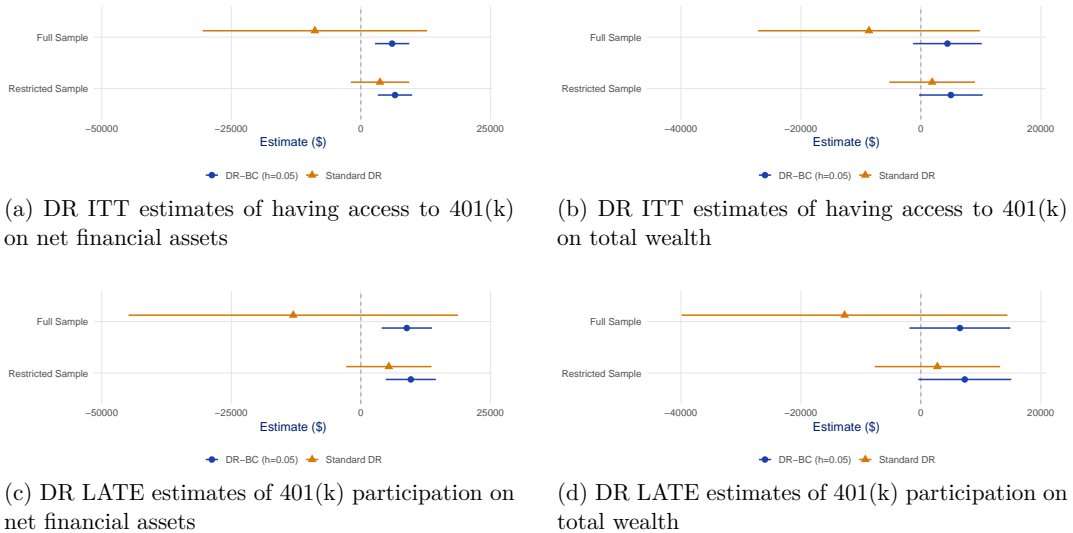 Full Sample
Restricted Sample
−50000 −25000 0 25000
Estimate ($)
DR−BC (h=0.05) Standard DR
(a) DR ITT estimates of having access to 401(k)
on net financial assets
Full Sample
Restricted Sample
−40000 −20000 0 20000
Estimate ($)
DR−BC (h=0.05) Standard DR
(b) DR ITT estimates of having access to 401(k)
on total wealth
Full Sample
Restricted Sample
−50000 −25000 0 25000
Estimate ($)
DR−BC (h=0.05) Standard DR
(c) DR LATE estimates of 401(k) participation on
net financial assets
Full Sample
Restricted Sample
−40000 −20000 0 20000
Estimate ($)
DR−BC (h=0.05) Standard DR
(d) DR LATE estimates of 401(k) participation on
total wealth